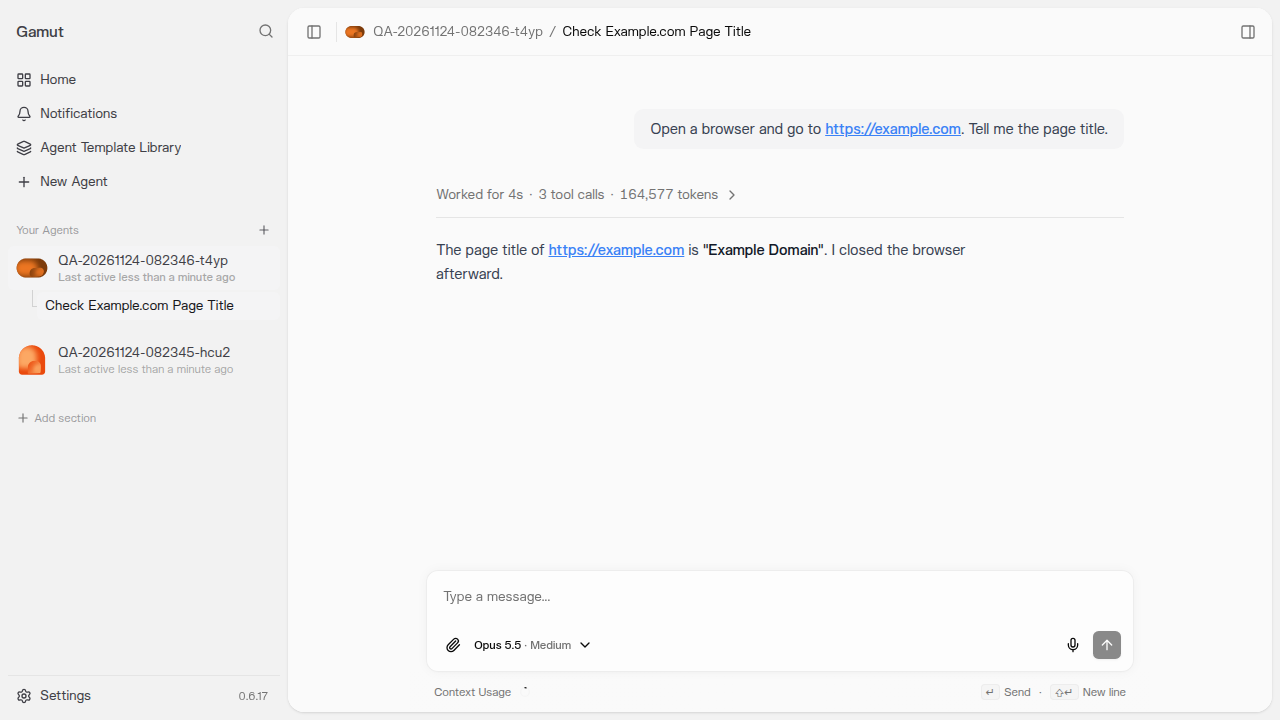 Gamut
Home
Notifications
Agent Template Library
New Agent
Your Agents
QA-20261124-082346-t4yp
Last active less than a minute ago
Check Example.com Page Title
QA-20261124-082345-hcu2
Last active less than a minute ago
Add section
Settings
0.6.17
QA-20261124-082346-t4yp / Check Example.com Page Title
Open a browser and go to https://example.com. Tell me the page title.
Worked for 4s · 3 tool calls · 164,577 tokens
The page title of https://example.com is "Example Domain". I closed the browser
afterward.
Type a message...
Opus 5.5 · Medium
Context Usage
Send · New line